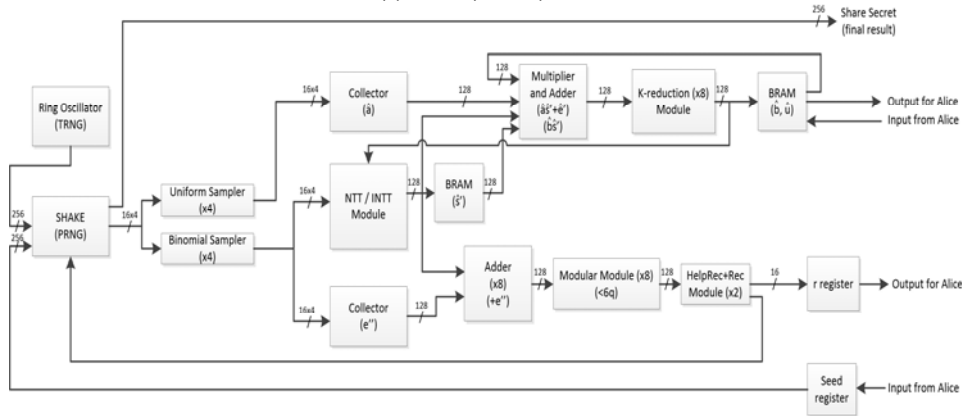 256
Share Secret
(final result)
Ring Oscillator
(TRNG)
16x4
Collector
(â)
128
128
Multiplier
and Adder
(âŝ'+ê')
(b̂ŝ')
128
K-reduction (x8)
Module
128
BRAM
(b̂, û)
Output for Alice
Input from Alice
256
256
SHAKE
(PRNG)
16x4
Uniform Sampler
(x4)
Binomial Sampler
(x4)
16x4
NTT / INTT
Module
128
BRAM
(ŝ')
128
16x4
Collector
(e'')
128
Adder
(x8)
(+e'')
128
Modular Module (x8)
(<6q)
128
HelpRec+Rec
Module (x2)
16
r register
Output for Alice
Seed
register
Input from Alice